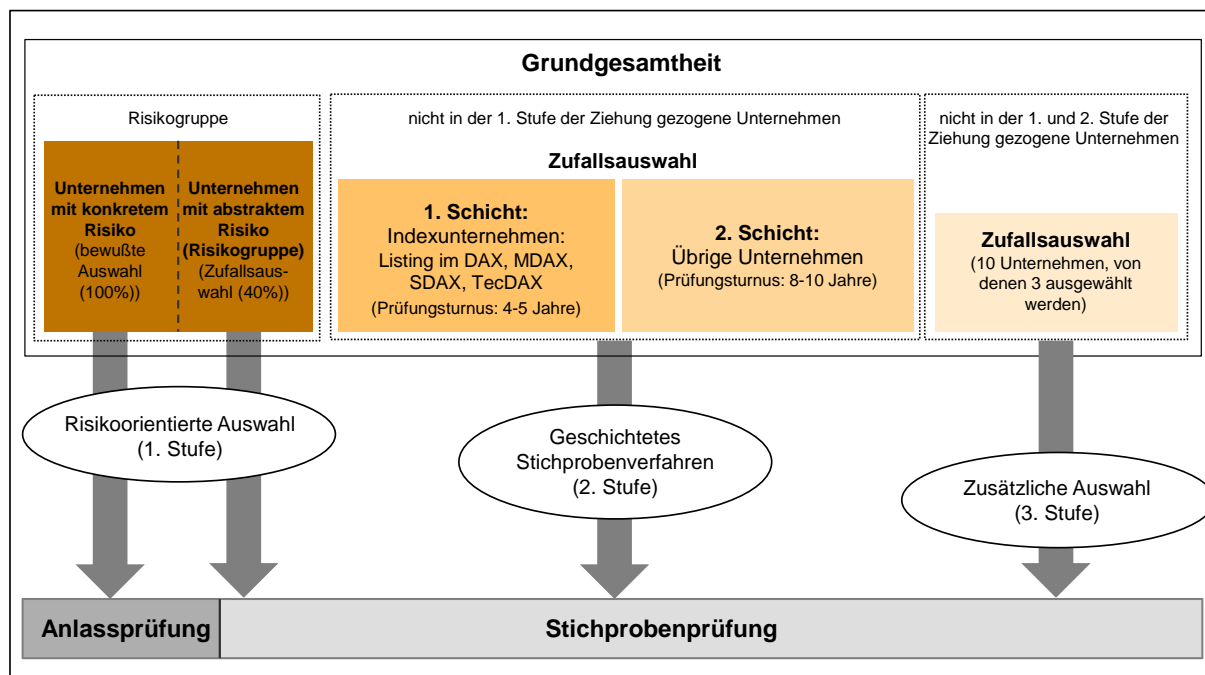 Grundgesamtheit
Risikogruppe
Unternehmen
mit konkretem
Risiko
(bewußte
Auswahl
(100%))
Unternehmen
mit abstraktem
Risiko
(Risikogruppe)
(Zufallsaus-
wahl (40%))
nicht in der 1. Stufe der Ziehung gezogene Unternehmen
Zufallsauswahl
1. Schicht:
Indexunternehmen:
Listing im DAX, MDAX,
SDAX, TecDAX
(Prüfungsturnus: 4-5 Jahre)
2. Schicht:
Übrige Unternehmen
(Prüfungsturnus: 8-10 Jahre)
nicht in der 1. und 2. Stufe der
Ziehung gezogene Unternehmen
Zufallsauswahl
(10 Unternehmen, von
denen 3 ausgewählt
werden)
Risikoorientierte Auswahl
(1. Stufe)
Geschichtetes
Stichprobenverfahren
(2. Stufe)
Zusätzliche Auswahl
(3. Stufe)
Anlassprüfung
Stichprobenprüfung